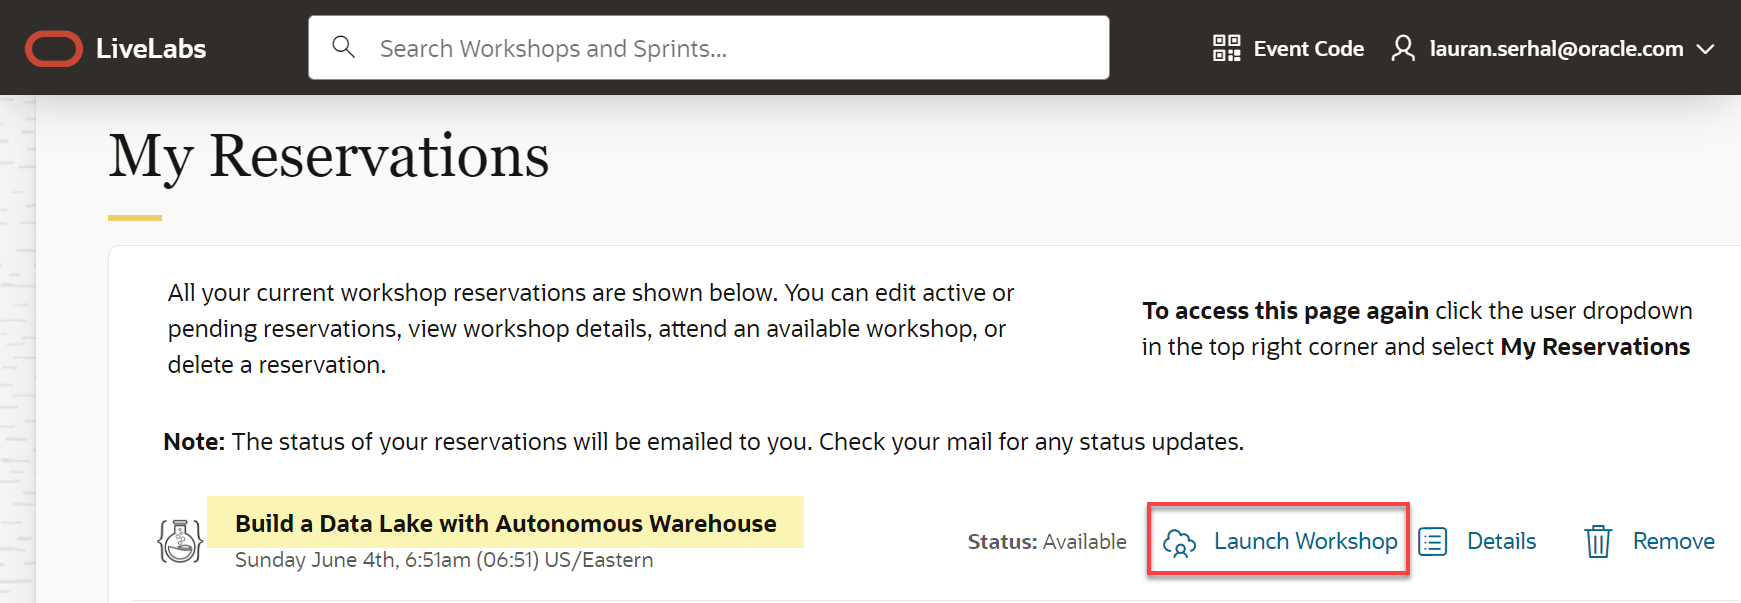 LiveLabs
Search Workshops and Sprints...
Event Code
lauran.serhal@oracle.com
My Reservations
All your current workshop reservations are shown below. You can edit active or
pending reservations, view workshop details, attend an available workshop, or
delete a reservation.
To access this page again click the user dropdown
in the top right corner and select My Reservations
Note: The status of your reservations will be emailed to you. Check your mail for any status updates.
Build a Data Lake with Autonomous Warehouse
Sunday June 4th, 6:51am (06:51) US/Eastern
Status: Available
Launch Workshop
Details
Remove